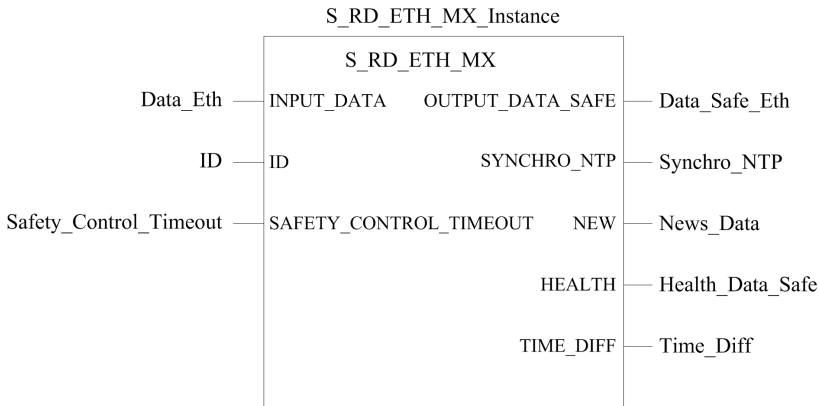 S_RD_ETH_MX_Instance
S_RD_ETH_MX
Data_Eth INPUT_DATA OUTPUT_DATA_SAFE Data_Safe_Eth
ID ID SYNCHRO_NTP Synchro_NTP
Safety_Control_Timeout SAFETY_CONTROL_TIMEOUT NEW News_Data
HEALTH Health_Data_Safe
TIME_DIFF Time_Diff